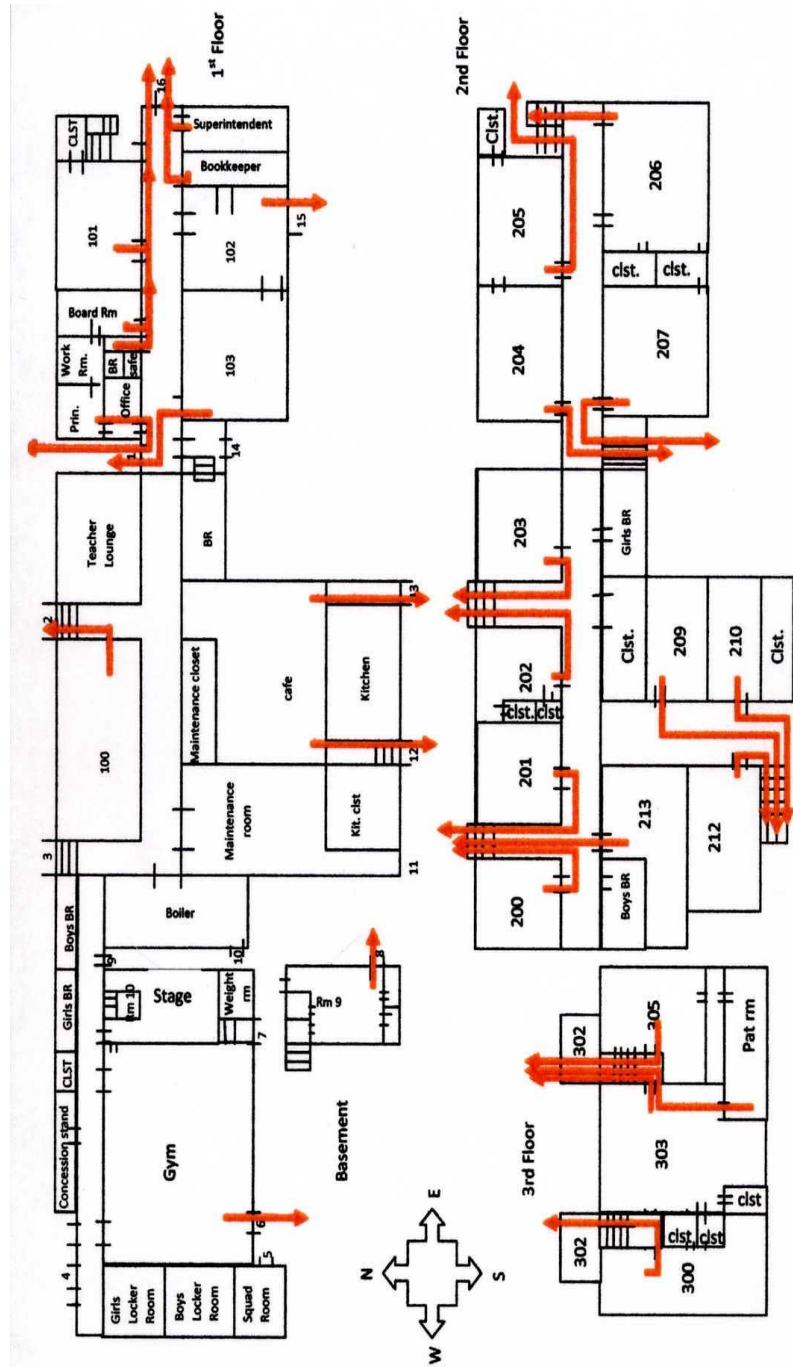 1st Floor
16
CLST
101
Board Rm
Work
Rm.
BR
safe
Prin.
Office
1
Teacher
Lounge
2
100
3
Superintendent
Bookkeeper
102
15
103
14
BR
13
cafe
Kitchen
Maintenance closet
12
Maintenance
room
Kit. clst
11
Boys BR
Girls BR
CLST
Concession stand
4
Boiler
9
10
Stage
Rm 10
Weight
rm
7
Gym
6
5
Girls
Locker
Room
Boys
Locker
Room
Squad
Room
Basement
Rm 9
8
N
E
S
W
2nd Floor
Clst.
205
204
203
202
clst.
clst.
201
200
206
clst.
clst.
207
Girls BR
Clst.
209
210
Clst.
213
212
Boys BR
3rd Floor
302
305
Pat rm
303
302
clst
clst.
clst
300